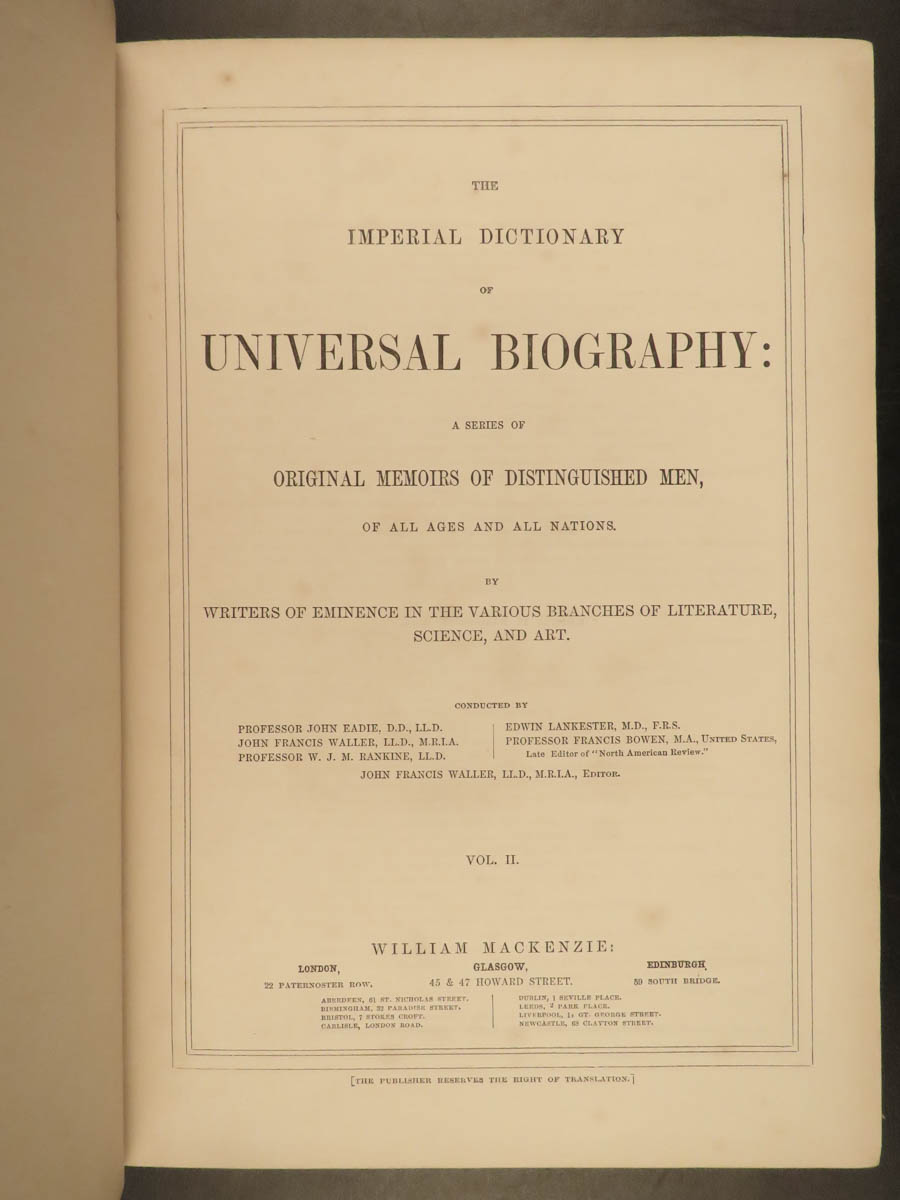 THE
IMPERIAL DICTIONARY
OF
UNIVERSAL BIOGRAPHY:
A SERIES OF
ORIGINAL MEMOIRS OF DISTINGUISHED MEN,
OF ALL AGES AND ALL NATIONS.
BY
WRITERS OF EMINENCE IN THE VARIOUS BRANCHES OF LITERATURE,
SCIENCE, AND ART.
CONDUCTED BY
PROFESSOR JOHN EADIE, D.D., LL.D.
JOHN FRANCIS WALLER, LL.D., M.R.I.A.
PROFESSOR W. J. M. RANKINE, LL.D.
EDWIN LANKESTER, M.D., F.R.S.
PROFESSOR FRANCIS BOWEN, M.A., UNITED STATES,
Late Editor of "North American Review."
JOHN FRANCIS WALLER, LL.D., M.R.I.A., EDITOR.
VOL. II.
WILLIAM MACKENZIE:
LONDON, GLASGOW, EDINBURGH,
22 PATERNOSTER ROW. 45 & 47 HOWARD STREET. 59 SOUTH BRIDGE.
ABERDEEN, 61 ST. NICHOLAS STREET.
BIRMINGHAM, 32 PARADISE STREET.
BRISTOL, 7 STOKES CROFT.
CARLISLE, LONDON ROAD.
DUBLIN, 1 SEVILLE PLACE.
LEEDS, 2 PARK PLACE.
LIVERPOOL, GT. GEORGE STREET.
NEWCASTLE, 68 CLAYTON STREET.
[THE PUBLISHER RESERVES THE RIGHT OF TRANSLATION.]